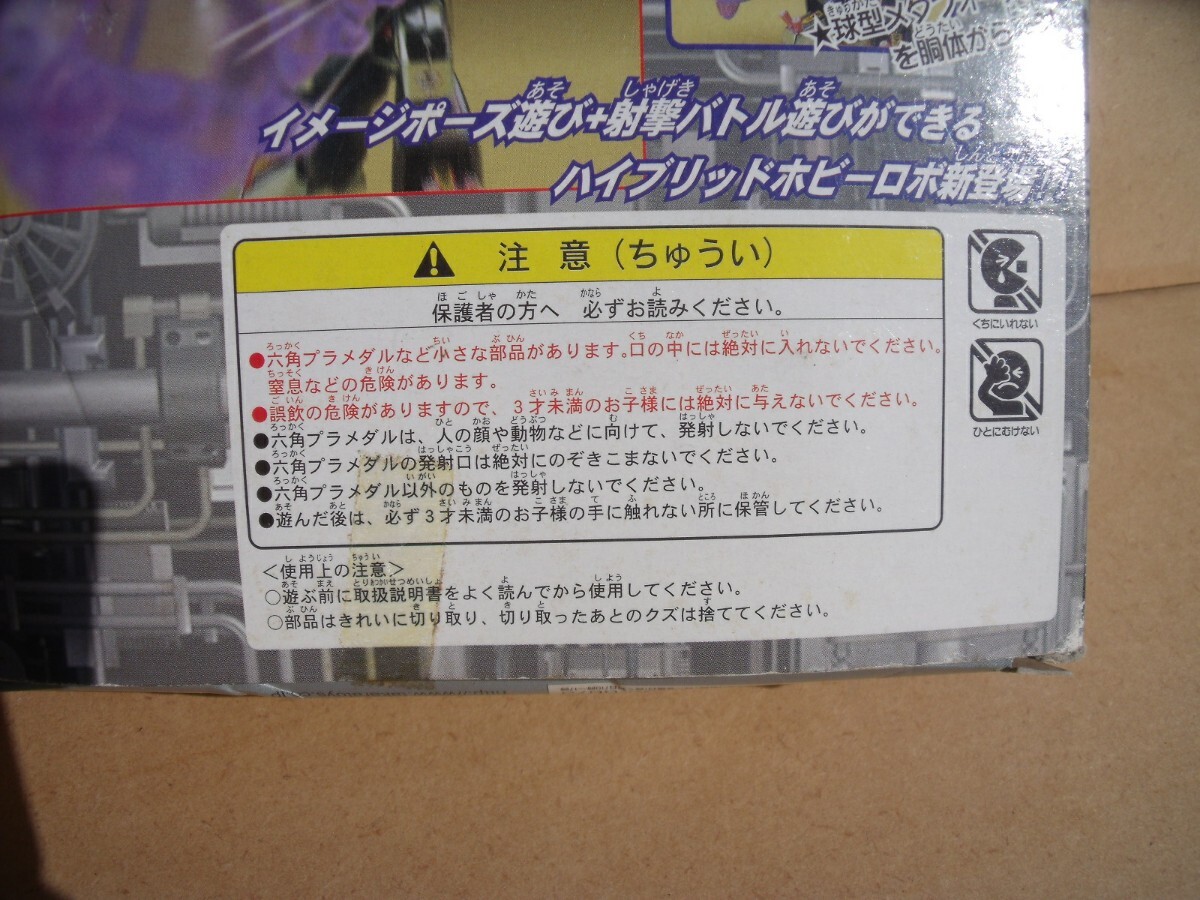 ★球型メダ
を胴体から
イメージポーズ遊び+射撃バトル遊びができる
ハイブリッドホビーロボ新登場
注意(ちゅうい)
保護者の方へ 必ずお読みください。
●六角プラメダルなど小さな部品があります。口の中には絶対に入れないでください。
窒息などの危険があります。
●誤飲の危険がありますので、3才未満のお子様には絶対に与えないでください。
●六角プラメダルは、人の顔や動物などに向けて、発射しないでください。
●六角プラメダルの発射口は絶対にのぞきこまないでください。
●六角プラメダル以外のものを発射しないでください。
●遊んだ後は、必ず3才未満のお子様の手に触れない所に保管してください。
<使用上の注意>
○遊ぶ前に取扱説明書をよく読んでから使用してください。
○部品はきれいに切り取り、切り取ったあとのクズは捨ててください。
くちにいれない
ひとにむけない